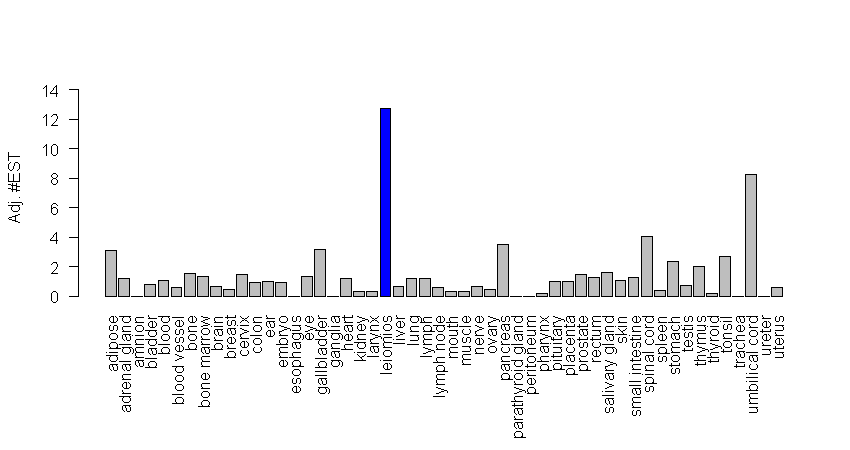 14
12
10
8
6
4
2
0
Adj. #EST
adipose
adrenal gland
amnion
bladder
blood
blood vessel
bone
bone marrow
brain
breast
cervix
colon
ear
embryo
esophagus
eye
gallbladder
ganglia
heart
kidney
larynx
leiomios
liver
lung
lymph
lymph node
mouth
muscle
nerve
ovary
pancreas
parathyroid gland
peritoneum
pharynx
pituitary
placenta
prostate
rectum
salivary gland
skin
small intestine
spinal cord
spleen
stomach
testis
thymus
thyroid
tonsil
trachea
umbilical cord
ureter
uterus